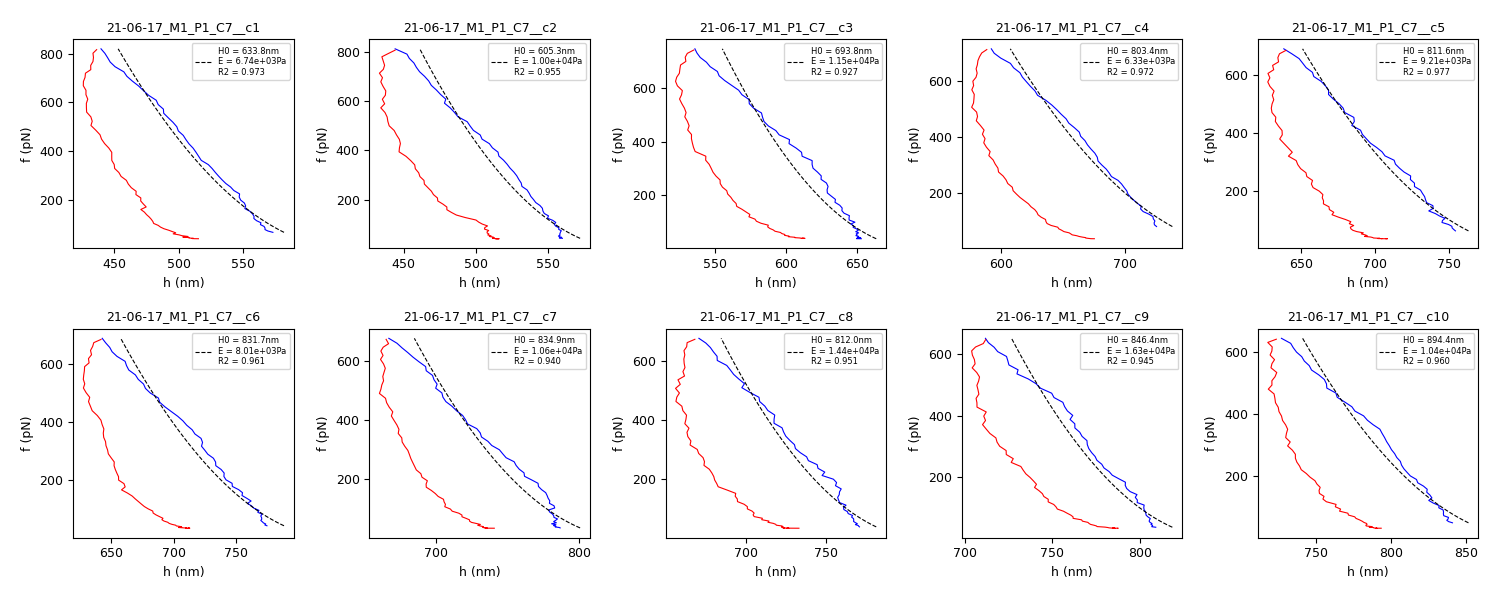 21-06-17_M1_P1_C7__c1
H0 = 633.8nm
E = 6.74e+03Pa
R2 = 0.973
f (pN)
800
600
400
200
450 500 550
h (nm)
21-06-17_M1_P1_C7__c2
H0 = 605.3nm
E = 1.00e+04Pa
R2 = 0.955
f (pN)
800
600
400
200
450 500 550
h (nm)
21-06-17_M1_P1_C7__c3
H0 = 693.8nm
E = 1.15e+04Pa
R2 = 0.927
f (pN)
600
400
200
550 600 650
h (nm)
21-06-17_M1_P1_C7__c4
H0 = 803.4nm
E = 6.33e+03Pa
R2 = 0.972
f (pN)
600
400
200
600 700
h (nm)
21-06-17_M1_P1_C7__c5
H0 = 811.6nm
E = 9.21e+03Pa
R2 = 0.977
f (pN)
600
400
200
650 700 750
h (nm)
21-06-17_M1_P1_C7__c6
H0 = 831.7nm
E = 8.01e+03Pa
R2 = 0.961
f (pN)
600
400
200
650 700 750
h (nm)
21-06-17_M1_P1_C7__c7
H0 = 834.9nm
E = 1.06e+04Pa
R2 = 0.940
f (pN)
600
400
200
700 800
h (nm)
21-06-17_M1_P1_C7__c8
H0 = 812.0nm
E = 1.44e+04Pa
R2 = 0.951
f (pN)
600
400
200
700 750
h (nm)
21-06-17_M1_P1_C7__c9
H0 = 846.4nm
E = 1.63e+04Pa
R2 = 0.945
f (pN)
600
400
200
700 750 800
h (nm)
21-06-17_M1_P1_C7__c10
H0 = 894.4nm
E = 1.04e+04Pa
R2 = 0.960
f (pN)
600
400
200
750 800 850
h (nm)